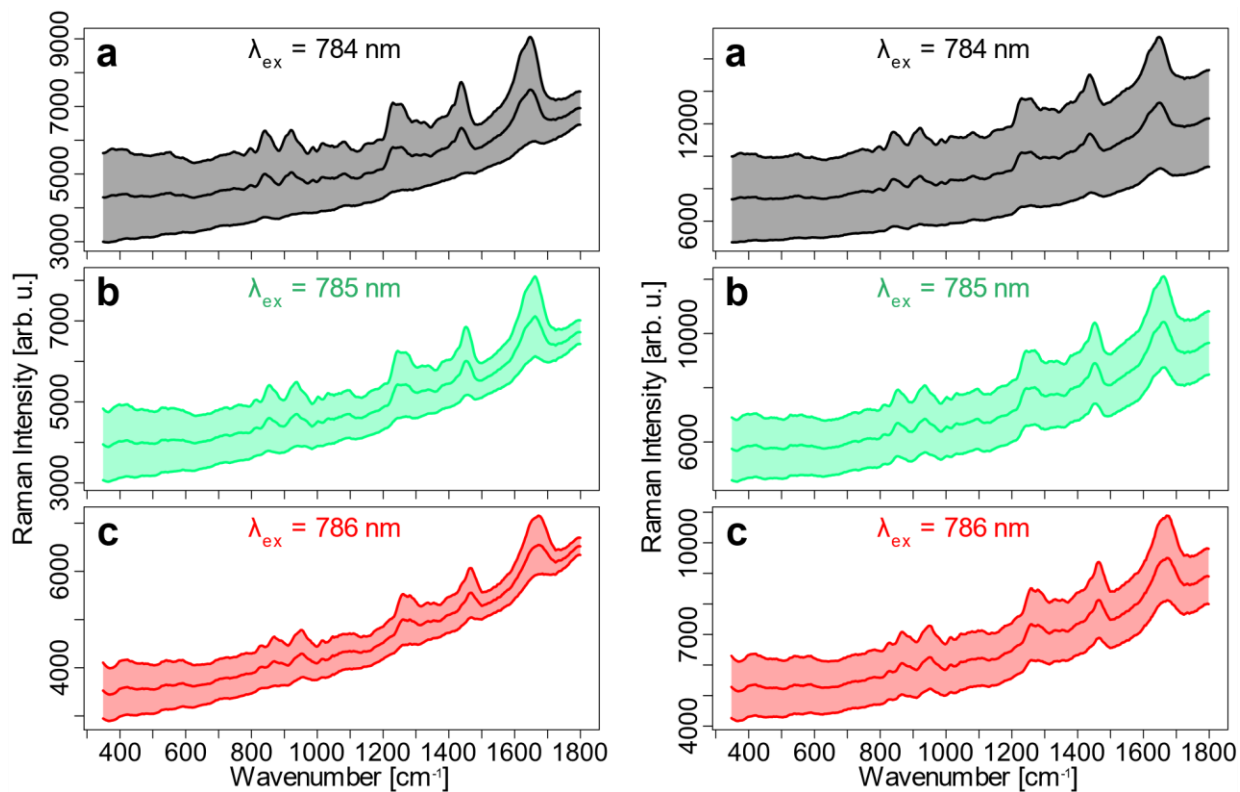 a
λex = 784 nm
3000 5000 7000 9000
b
λex = 785 nm
3000 5000 7000
c
λex = 786 nm
4000 6000
Raman Intensity [arb. u.]
400 600 800 1000 1200 1400 1600 1800
Wavenumber [cm-1]
a
λex = 784 nm
6000 12000
b
λex = 785 nm
6000 10000
c
λex = 786 nm
4000 7000 10000
Raman Intensity [arb. u.]
400 600 800 1000 1200 1400 1600 1800
Wavenumber [cm-1]